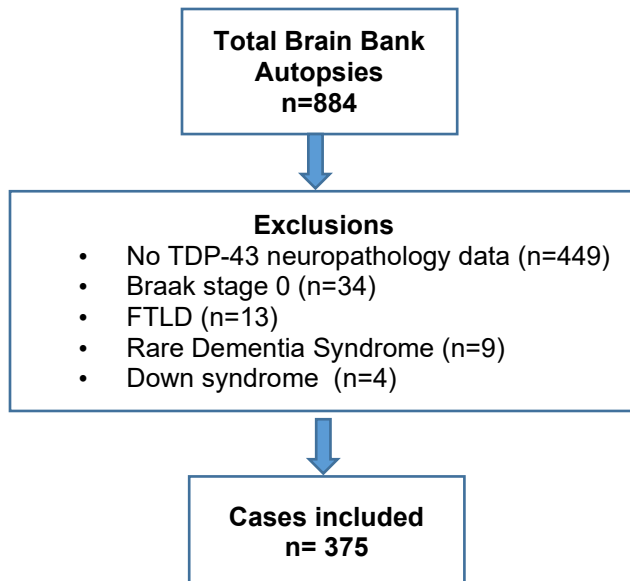 Total Brain Bank
Autopsies
n=884
Exclusions
• No TDP-43 neuropathology data (n=449)
• Braak stage 0 (n=34)
• FTLD (n=13)
• Rare Dementia Syndrome (n=9)
• Down syndrome (n=4)
Cases included
n= 375